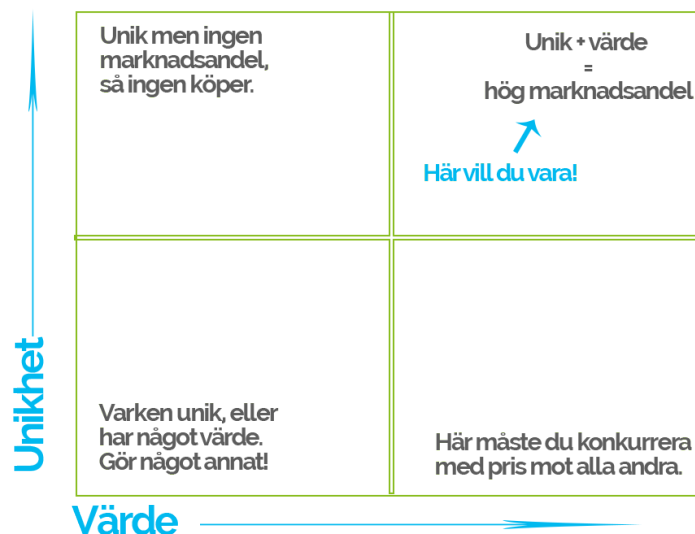 Unik men ingen
marknadsandel,
så ingen köper.
Unik + värde
=
hög marknadsandel
Här vill du vara!
Unikhet
Varken unik, eller
har något värde.
Gör något annat!
Här måste du konkurrera
med pris mot alla andra.
Värde